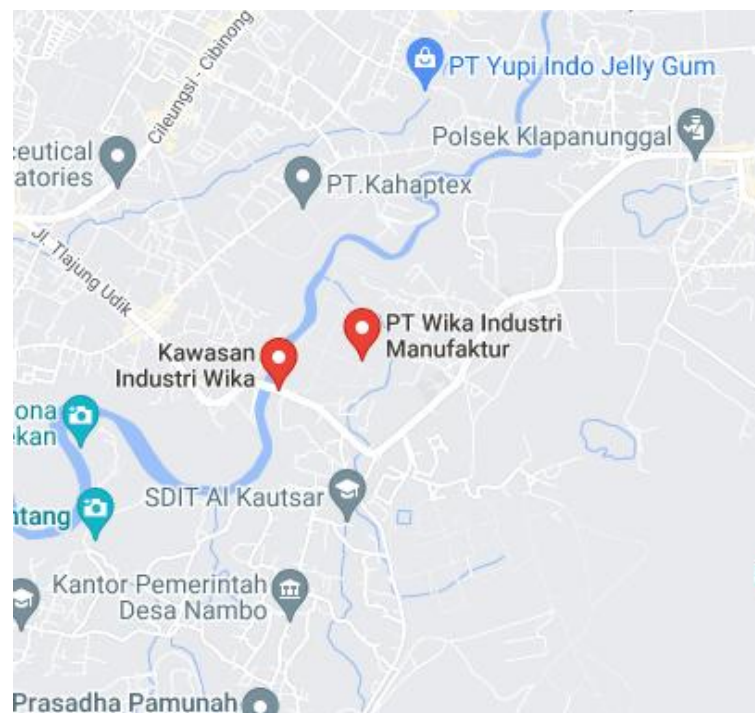 PT Yupi Indo Jelly Gum
Cileungsi - Cibinong
Polsek Klapanunggal
ceutical
atories
PT.Kahaptex
Jl. Tlajung Udik
PT Wika Industri
Manufaktur
Kawasan
Industri Wika
ona
ekan
SDIT Al Kautsar
ntang
Kantor Pemerintah
Desa Nambo
Prasadha Pamunah